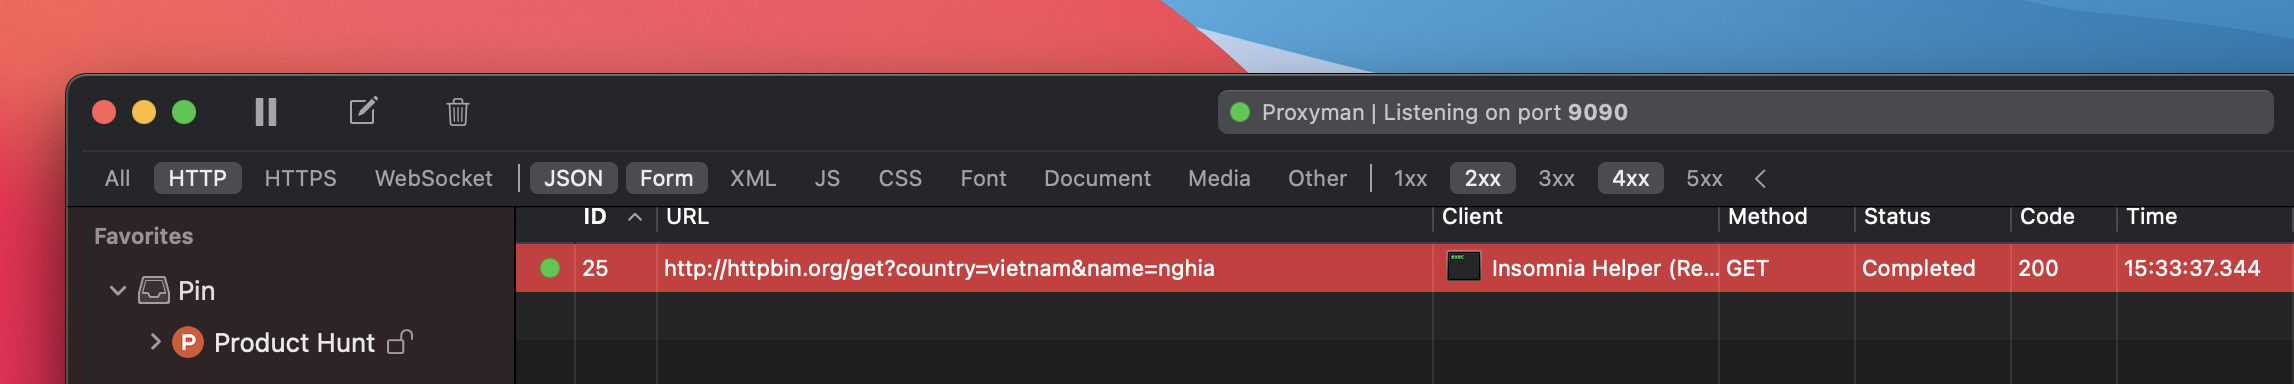 Proxyman | Listening on port 9090
All HTTP HTTPS WebSocket JSON Form XML JS CSS Font Document Media Other 1xx 2xx 3xx 4xx 5xx
Favorites
Pin
P Product Hunt
ID URL Client Method Status Code Time
25 http://httpbin.org/get?country=vietnam&name=nghia exec Insomnia Helper (Re... GET Completed 200 15:33:37.344